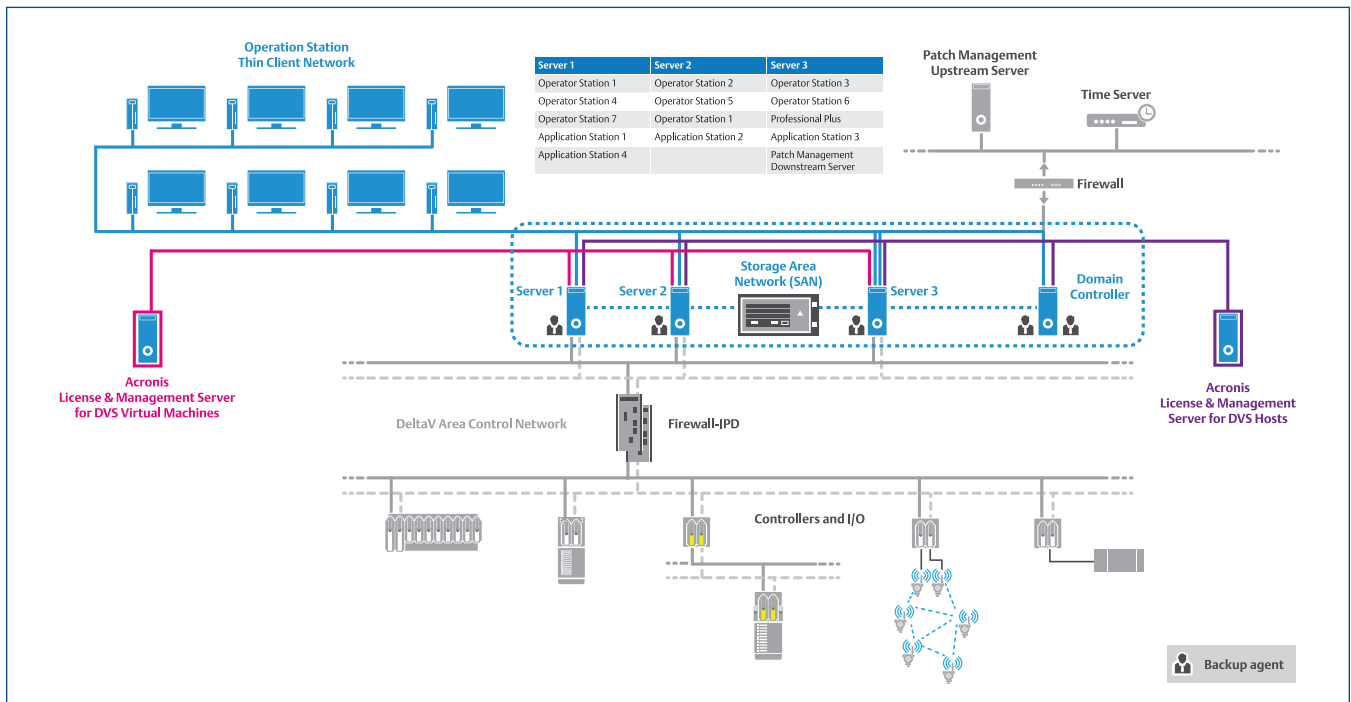 Operation Station
Thin Client Network
Server 1 Server 2 Server 3
Operator Station 1 Operator Station 2 Operator Station 3
Operator Station 4 Operator Station 5 Operator Station 6
Operator Station 7 Operator Station 1 Professional Plus
Application Station 1 Application Station 2 Application Station 3
Application Station 4 Patch Management
Downstream Server
Patch Management
Upstream Server
Time Server
Firewall
Storage Area
Network (SAN)
Server 1
Server 2
Server 3
Domain
Controller
Acronis
License & Management Server
for DVS Virtual Machines
Acronis
License & Management
Server for DVS Hosts
DeltaV Area Control Network
Firewall-IPD
Controllers and I/O
Backup agent